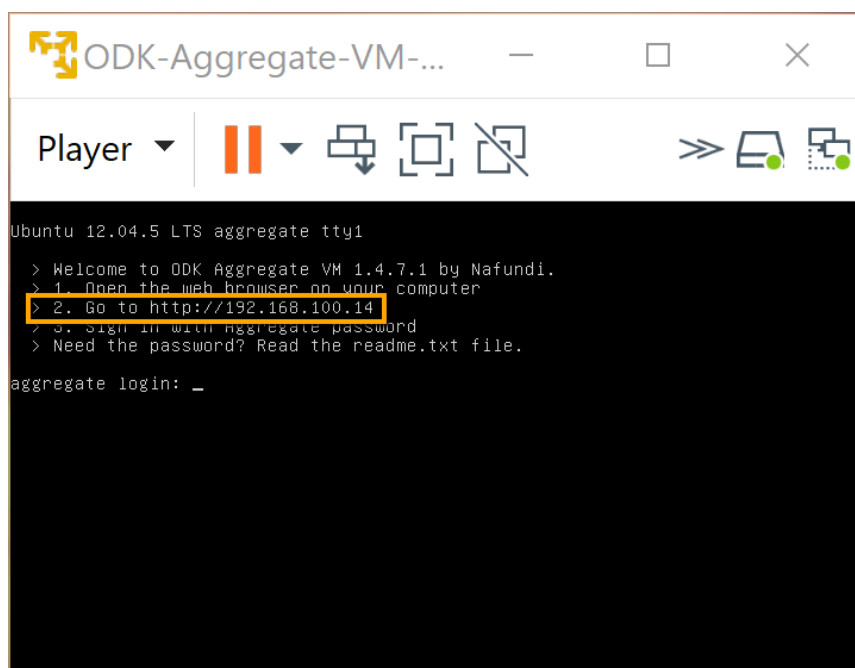 ODK-Aggregate-VM-...
Player
Ubuntu 12.04.5 LTS aggregate tty1
> Welcome to ODK Aggregate VM 1.4.7.1 by Nafundi.
> 1. Open the web browser on your computer
> 2. Go to http://192.168.100.14
> 3. Sign in with Aggregate password
> Need the password? Read the readme.txt file.
aggregate login: _